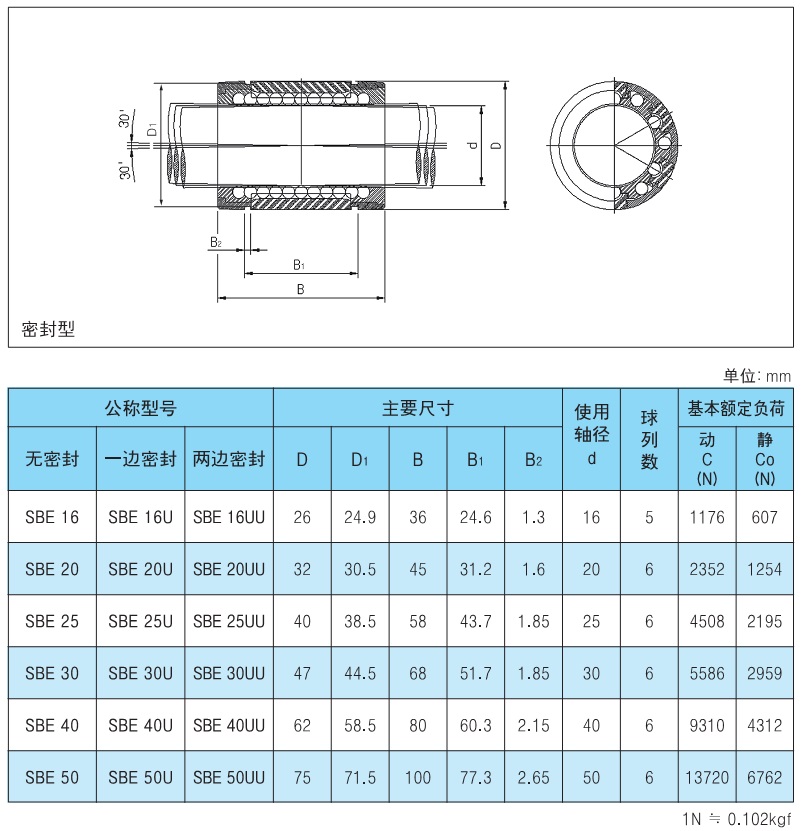 30'
30'
D1
d
D
B2
B1
B
密封型
单位: mm
公称型号 主要尺寸 使用轴径 d 球列数 基本额定负荷
无密封 一边密封 两边密封 D D1 B B1 B2 动 C (N) 静 Co (N)
SBE 16 SBE 16U SBE 16UU 26 24.9 36 24.6 1.3 16 5 1176 607
SBE 20 SBE 20U SBE 20UU 32 30.5 45 31.2 1.6 20 6 2352 1254
SBE 25 SBE 25U SBE 25UU 40 38.5 58 43.7 1.85 25 6 4508 2195
SBE 30 SBE 30U SBE 30UU 47 44.5 68 51.7 1.85 30 6 5586 2959
SBE 40 SBE 40U SBE 40UU 62 58.5 80 60.3 2.15 40 6 9310 4312
SBE 50 SBE 50U SBE 50UU 75 71.5 100 77.3 2.65 50 6 13720 6762
1N ≒ 0.102kgf